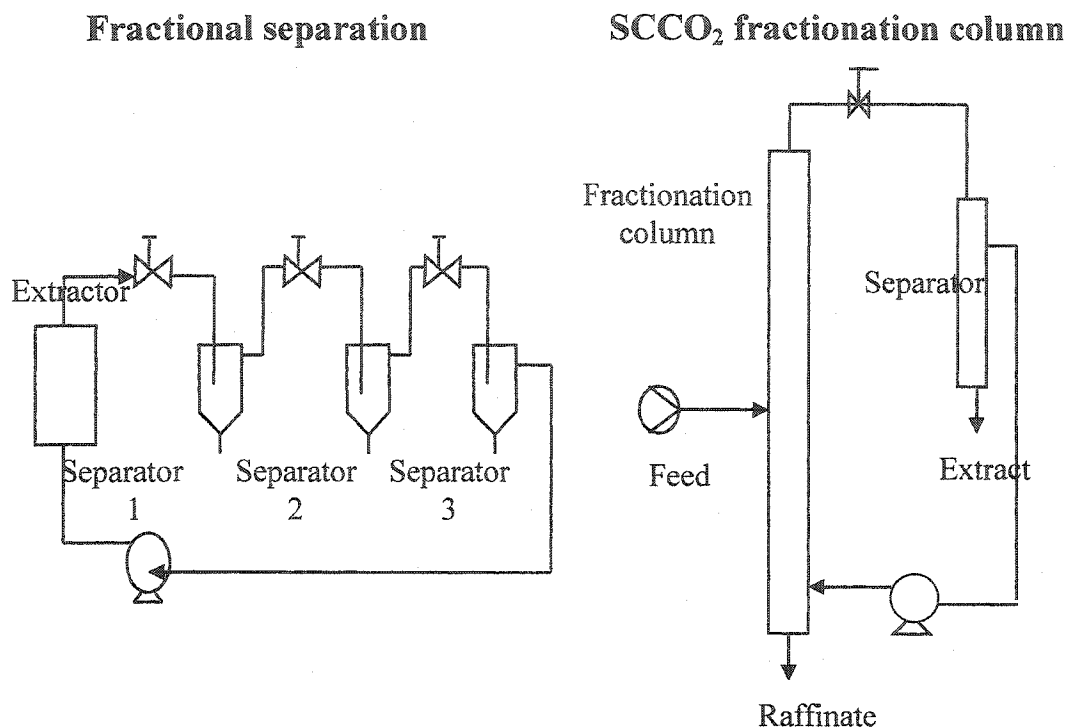 Fractional separation
Extractor
Separator
1
Separator
2
Separator
3
SCCO₂ fractionation column
Fractionation
column
Separator
Feed
Extract
Raffinate